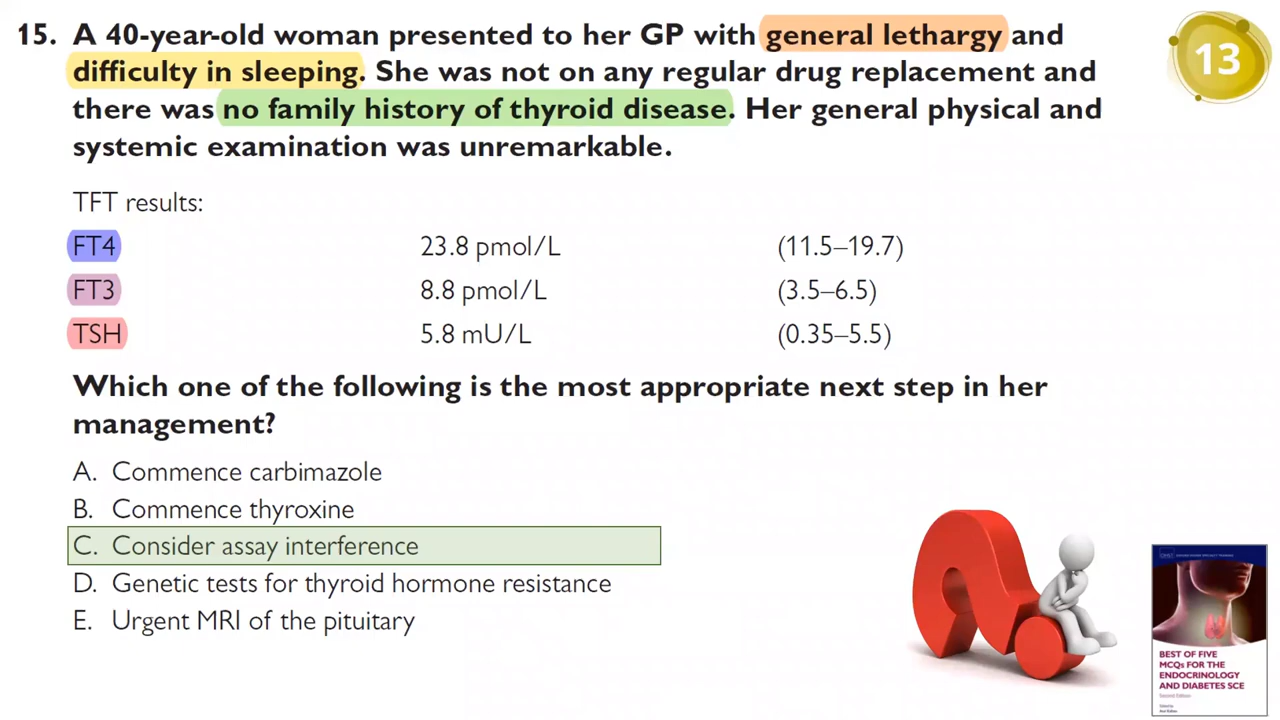 15. A 40-year-old woman presented to her GP with general lethargy and
difficulty in sleeping. She was not on any regular drug replacement and
there was no family history of thyroid disease. Her general physical and
systemic examination was unremarkable.
13
TFT results:
FT4 23.8 pmol/L (11.5–19.7)
FT3 8.8 pmol/L (3.5–6.5)
TSH 5.8 mU/L (0.35–5.5)
Which one of the following is the most appropriate next step in her
management?
A. Commence carbimazole
B. Commence thyroxine
C. Consider assay interference
D. Genetic tests for thyroid hormone resistance
E. Urgent MRI of the pituitary
BEST OF FIVE
MCQs FOR THE
ENDOCRINOLOGY
AND DIABETES SCE
Second Edition